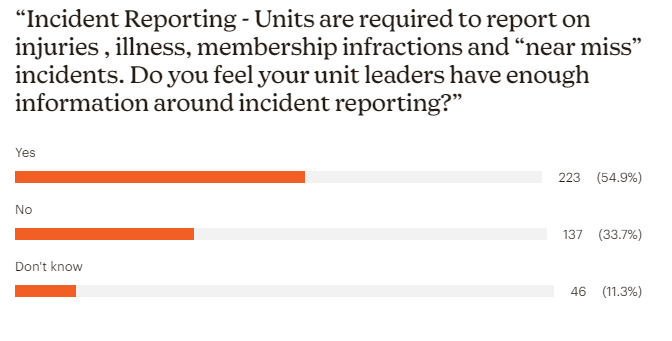 “Incident Reporting - Units are required to report on
injuries , illness, membership infractions and “near miss”
incidents. Do you feel your unit leaders have enough
information around incident reporting?”
Yes
223 (54.9%)
No
137 (33.7%)
Don't know
46 (11.3%)